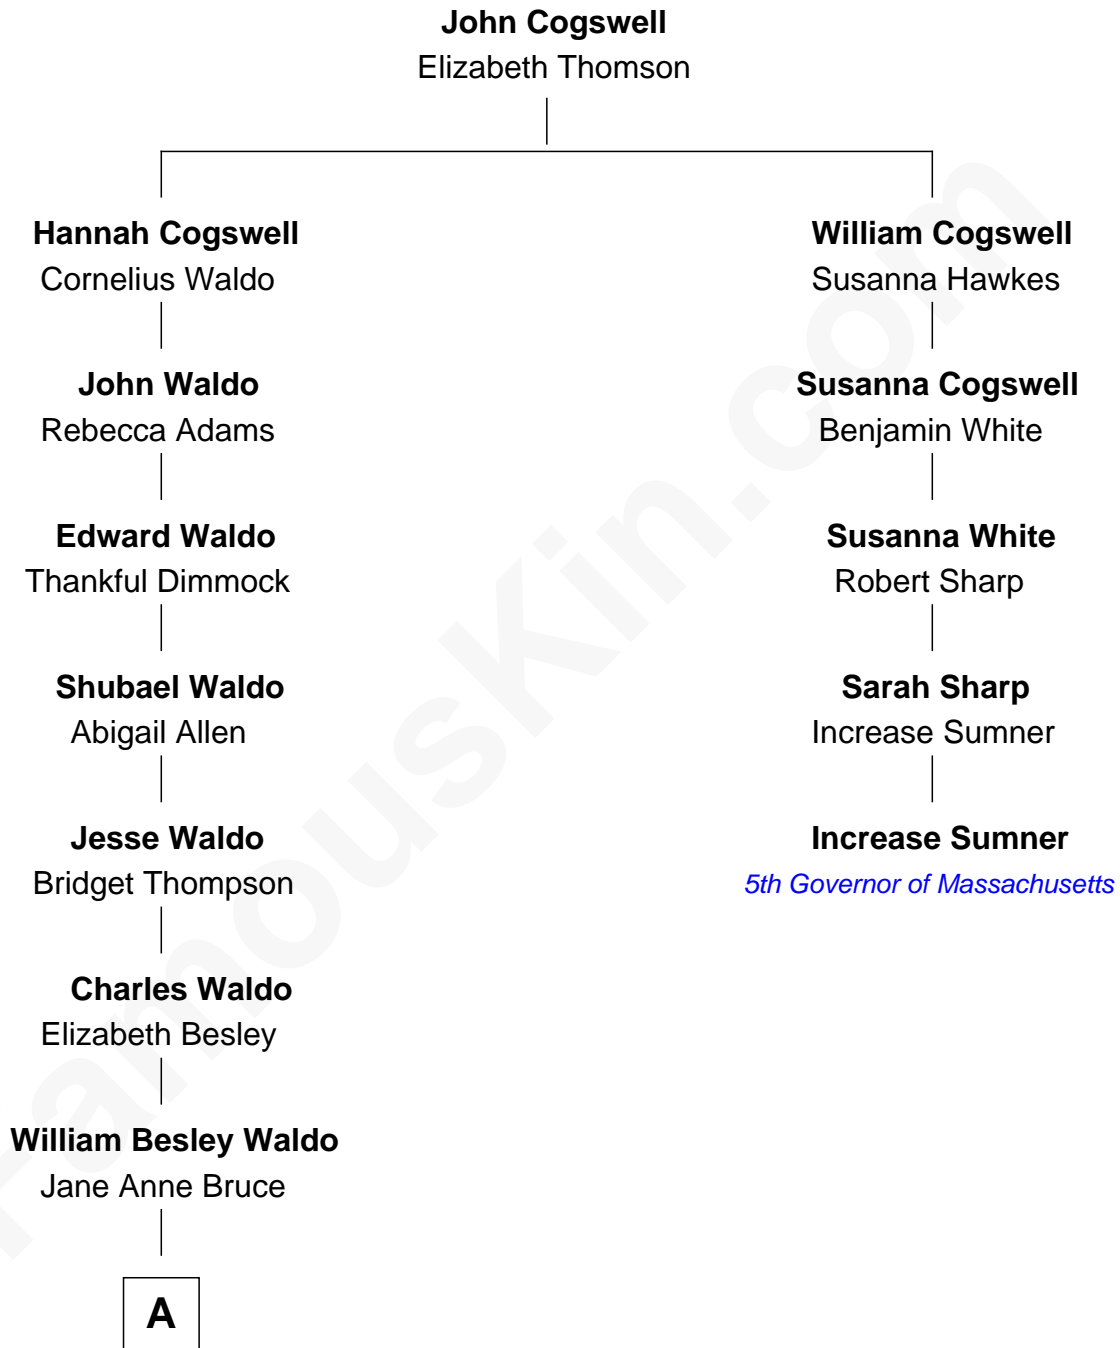 John Cogswell
Elizabeth Thomson
Hannah Cogswell
Cornelius Waldo
William Cogswell
Susanna Hawkes
John Waldo
Rebecca Adams
Susanna Cogswell
Benjamin White
Edward Waldo
Thankful Dimmock
Susanna White
Robert Sharp
Shubael Waldo
Abigail Allen
Sarah Sharp
Increase Sumner
Jesse Waldo
Bridget Thompson
Increase Sumner
5th Governor of Massachusetts
Charles Waldo
Elizabeth Besley
William Besley Waldo
Jane Anne Bruce
A
FamousKin.com